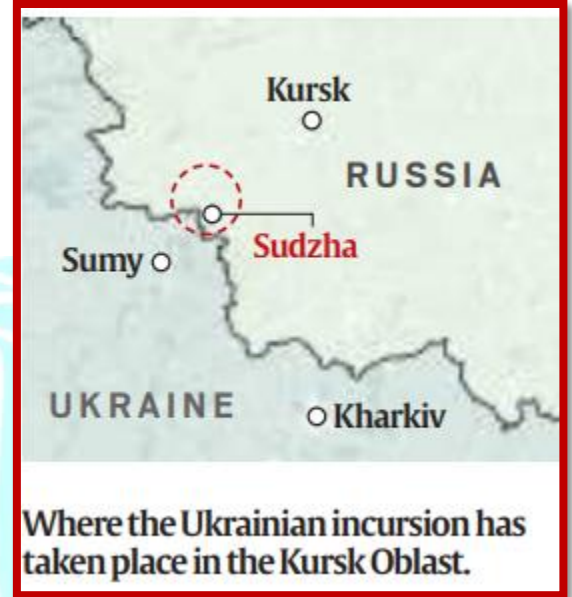 Kursk
RUSSIA
Sudzha
Sumy
UKRAINE
Kharkiv
Where the Ukrainian incursion has
taken place in the Kursk Oblast.